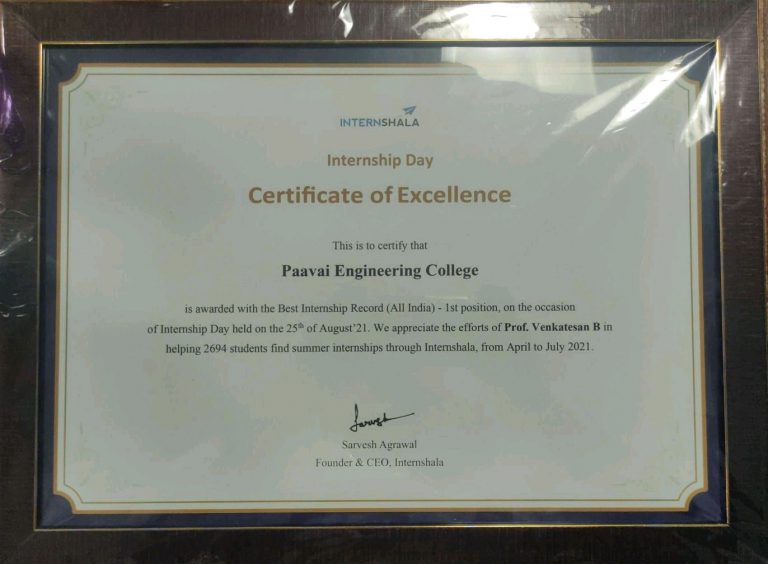 INTERNSHALA
Internship Day
Certificate of Excellence
This is to certify that
Paavai Engineering College
is awarded with the Best Internship Record (All India) - 1st position, on the occasion
of Internship Day held on the 25th of August'21. We appreciate the efforts of Prof. Venkatesan B in
helping 2694 students find summer internships through Internshala, from April to July 2021.
Sarvesh
Sarvesh Agrawal
Founder & CEO, Internshala